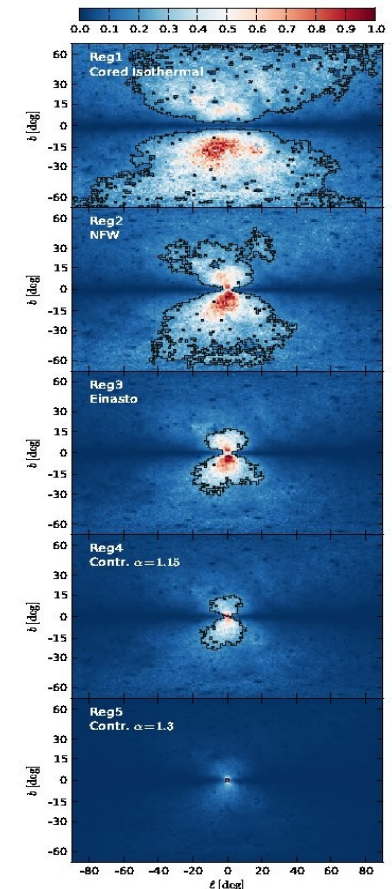 0.0 0.1 0.2 0.3 0.4 0.5 0.6 0.7 0.8 0.9 1.0
Reg1
Cored Isothermal
60
30
15
0
-15
-30
-60
b [deg]
Reg2
NFW
60
30
15
0
-15
-30
-60
b [deg]
Reg3
Einasto
60
30
15
0
-15
-30
-60
b [deg]
Reg4
Contr. α=1.15
60
30
15
0
-15
-30
-60
b [deg]
Reg5
Contr. α=1.3
60
30
15
0
-15
-30
-60
b [deg]
-80 -60 -40 -20 0 20 40 60 80
ℓ [deg]